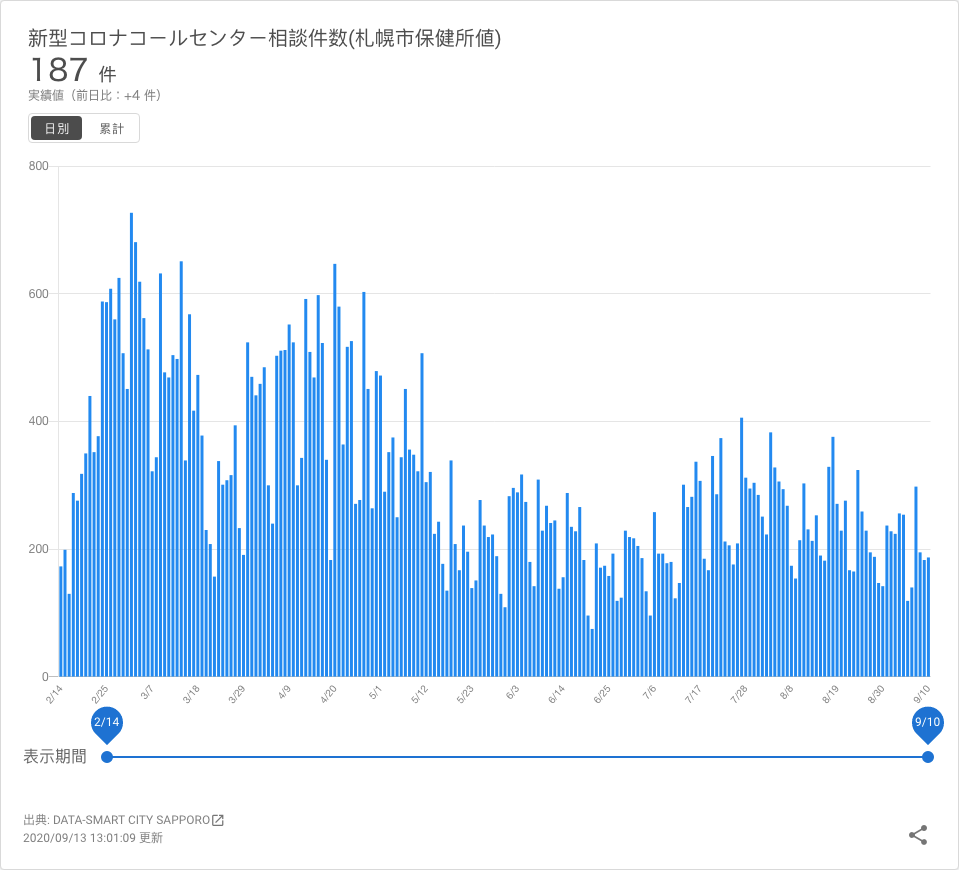 新型コロナコールセンター相談件数(札幌市保健所値)
187 件
実績値（前日比：+4 件）
日別 累計
800
600
400
200
0
2/14 2/25 3/7 3/18 3/29 4/9 4/20 5/1 5/12 5/23 6/3 6/14 6/25 7/6 7/17 7/28 8/8 8/19 8/30 9/10
2/14 9/10
表示期間
出典: DATA-SMART CITY SAPPORO
2020/09/13 13:01:09 更新